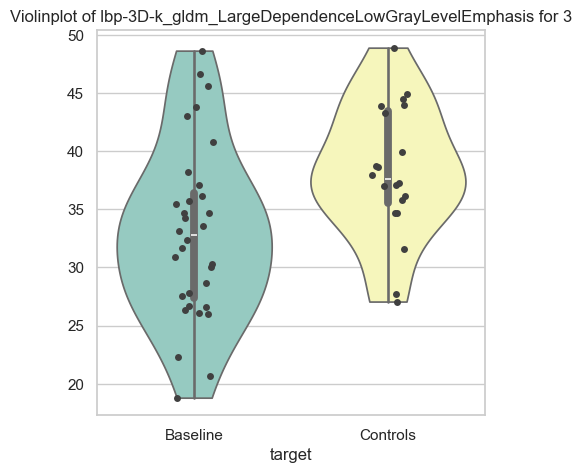 Violinplot of lbp-3D-k_gldm_LargeDependenceLowGrayLevelEmphasis for 3
50
45
40
35
30
25
20
Baseline Controls
target